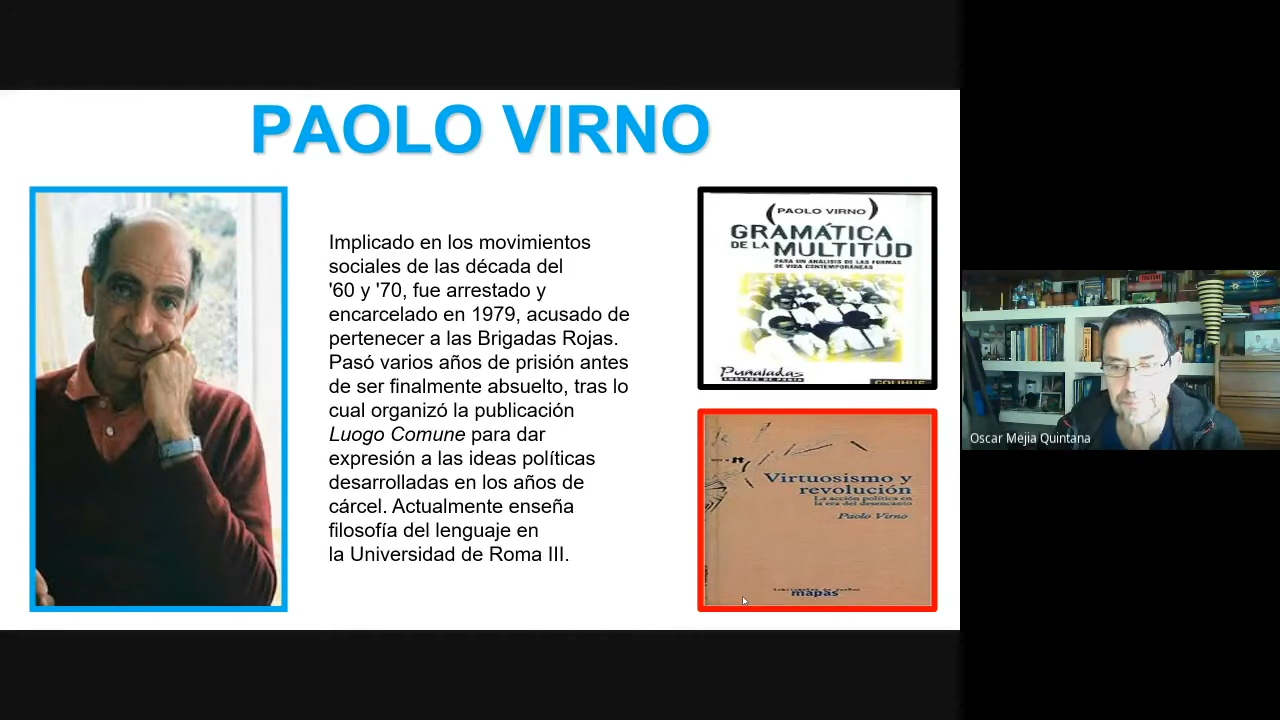 PAOLO VIRNO
Implicado en los movimientos
sociales de las década del
'60 y '70, fue arrestado y
encarcelado en 1979, acusado de
pertenecer a las Brigadas Rojas.
Pasó varios años de prisión antes
de ser finalmente absuelto, tras lo
cual organizó la publicación
Luogo Comune para dar
expresión a las ideas políticas
desarrolladas en los años de
cárcel. Actualmente enseña
filosofía del lenguaje en
la Universidad de Roma III.
(PAOLO VIRNO)
GRAMÁTICA
DE LA MULTITUD
PARA UN ANÁLISIS DE LAS FORMAS
DE VIDA CONTEMPORÁNEAS
Puñaladas
ENSAYOS DE PUNTA
COLIHUE
Virtuosismo y
revolución
La acción política en
la era del desencanto
Paolo Virno
mapas
Oscar Mejia Quintana